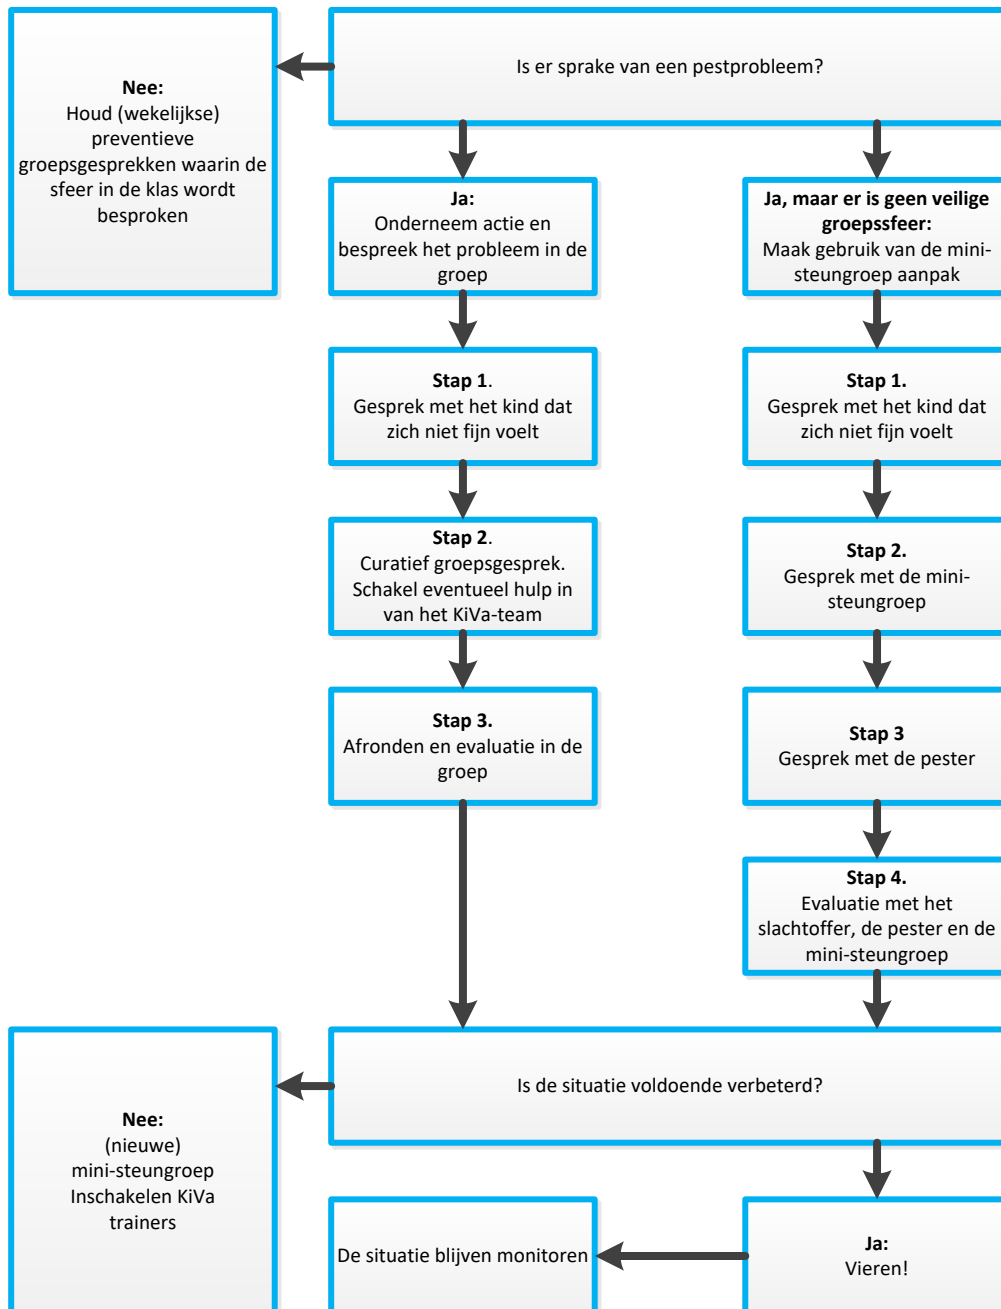 Is er sprake van een pestprobleem?
Nee:
Houd (wekelijkse)
preventieve
groepsgesprekken waarin de
sfeer in de klas wordt
besproken
Ja:
Onderneem actie en
bespreek het probleem in de
groep
Ja, maar er is geen veilige
groepssfeer:
Maak gebruik van de mini-
steungroep aanpak
Stap 1.
Gesprek met het kind dat
zich niet fijn voelt
Stap 1.
Gesprek met het kind dat
zich niet fijn voelt
Stap 2.
Curatief groepsgesprek.
Schakel eventueel hulp in
van het KiVa-team
Stap 2.
Gesprek met de mini-
steungroep
Stap 3.
Afronden en evaluatie in de
groep
Stap 3
Gesprek met de pester
Stap 4.
Evaluatie met het
slachtoffer, de pester en de
mini-steungroep
Is de situatie voldoende verbeterd?
Nee:
(nieuwe)
mini-steungroep
Inschakelen KiVa
trainers
De situatie blijven monitoren
Ja:
Vieren!